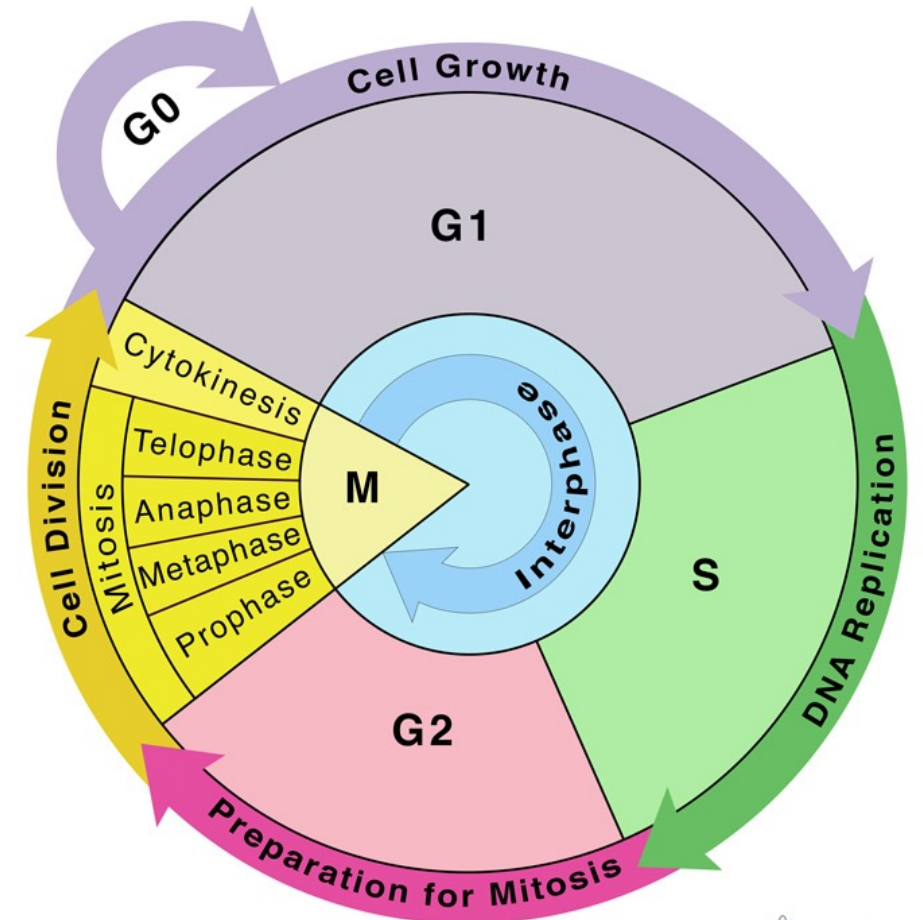 G0
Cell Growth
G1
Cytokinesis
Telophase
Anaphase
Metaphase
Prophase
Mitosis
Cell Division
M
Interphase
S
DNA Replication
G2
Preparation for Mitosis